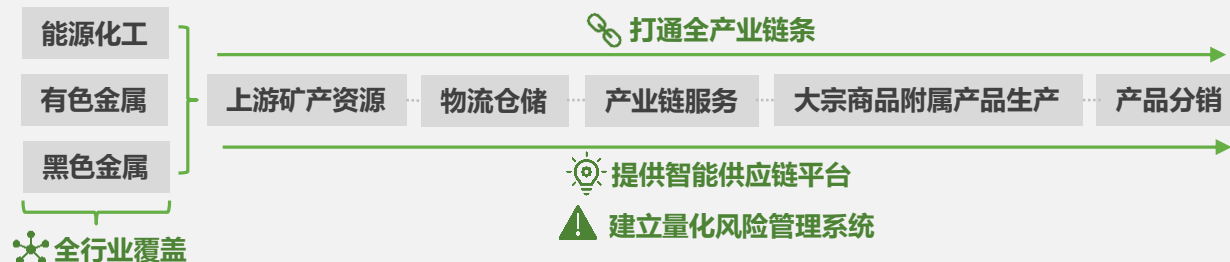 能源化工
有色金属
黑色金属
全行业覆盖
打通全产业链条
上游矿产资源
物流仓储
产业链服务
大宗商品附属产品生产
产品分销
提供智能供应链平台
建立量化风险管理系统